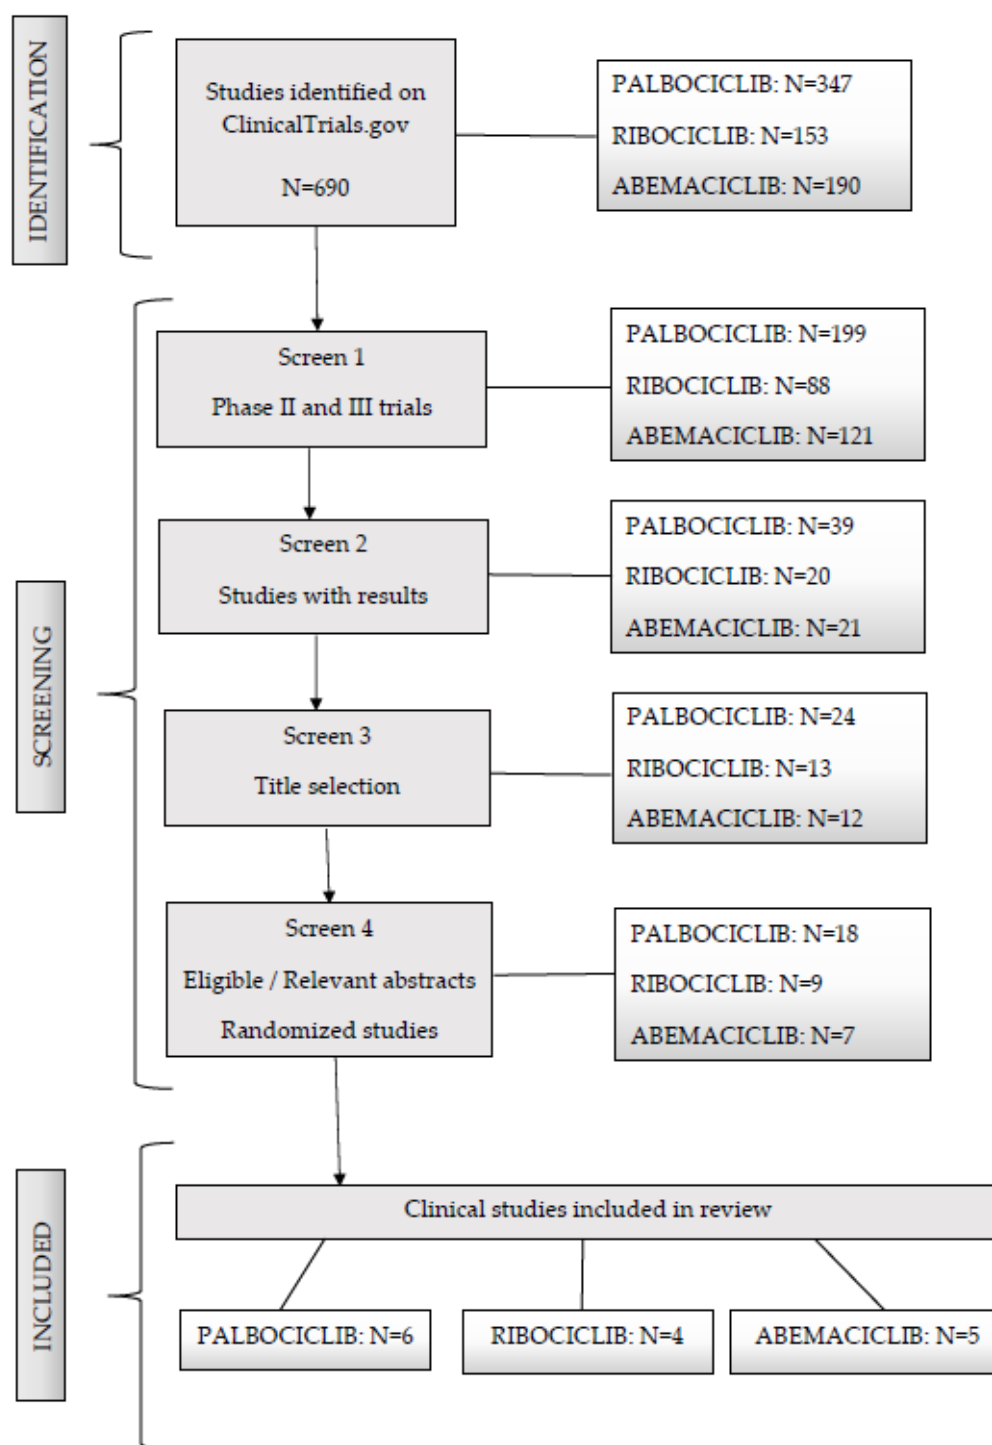 IDENTIFICATION
Studies identified on
ClinicalTrials.gov
N=690
PALBOCICLIB: N=347
RIBOCICLIB: N=153
ABEMACICLIB: N=190
SCREENING
Screen 1
Phase II and III trials
PALBOCICLIB: N=199
RIBOCICLIB: N=88
ABEMACICLIB: N=121
Screen 2
Studies with results
PALBOCICLIB: N=39
RIBOCICLIB: N=20
ABEMACICLIB: N=21
Screen 3
Title selection
PALBOCICLIB: N=24
RIBOCICLIB: N=13
ABEMACICLIB: N=12
Screen 4
Eligible / Relevant abstracts
Randomized studies
PALBOCICLIB: N=18
RIBOCICLIB: N=9
ABEMACICLIB: N=7
INCLUDED
Clinical studies included in review
PALBOCICLIB: N=6
RIBOCICLIB: N=4
ABEMACICLIB: N=5